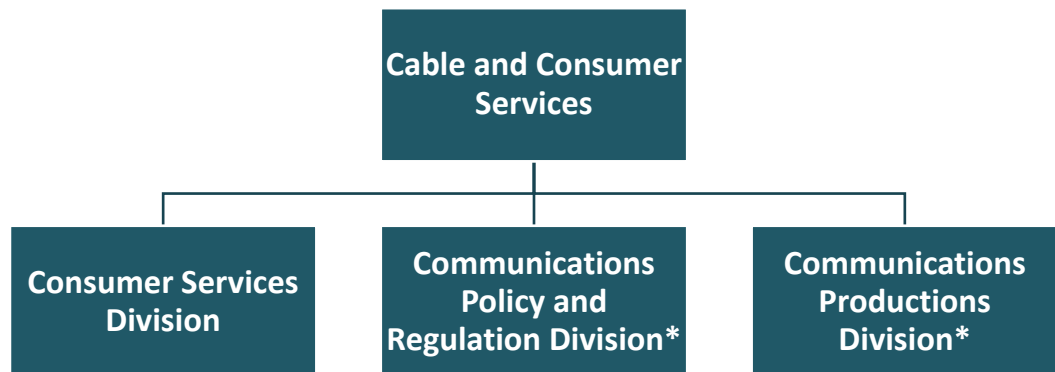 Cable and Consumer
Services
Consumer Services
Division
Communications
Policy and
Regulation Division*
Communications
Productions
Division*